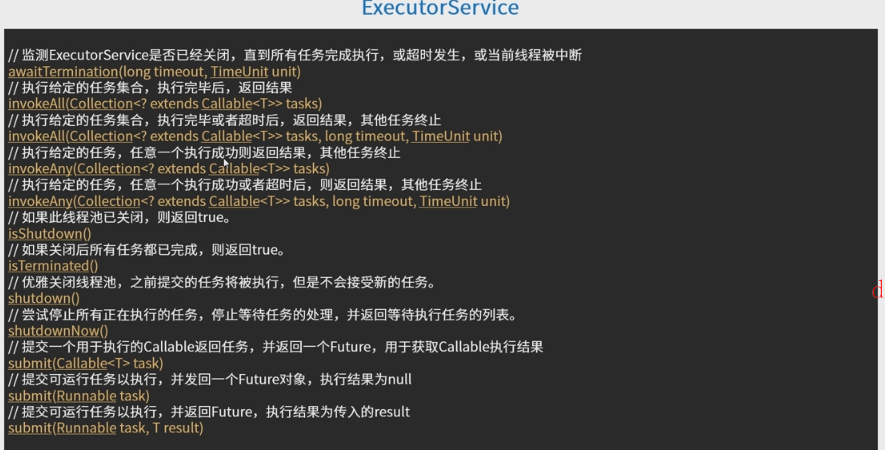 ExecutorService
// 监测ExecutorService是否已经关闭，直到所有任务完成执行，或超时发生，或当前线程被中断
awaitTermination(long timeout, TimeUnit unit)
// 执行给定的任务集合，执行完毕后，返回结果
invokeAll(Collection<? extends Callable<T>> tasks)
// 执行给定的任务集合，执行完毕或者超时后，返回结果，其他任务终止
invokeAll(Collection<? extends Callable<T>> tasks, long timeout, TimeUnit unit)
// 执行给定的任务，任意一个执行成功则返回结果，其他任务终止
invokeAny(Collection<? extends Callable<T>> tasks)
// 执行给定的任务，任意一个执行成功或者超时后，则返回结果，其他任务终止
invokeAny(Collection<? extends Callable<T>> tasks, long timeout, TimeUnit unit)
// 如果此线程池已关闭，则返回true。
isShutdown()
// 如果关闭后所有任务都已完成，则返回true。
isTerminated()
// 优雅关闭线程池，之前提交的任务将被执行，但是不会接受新的任务。
shutdown()
// 尝试停止所有正在执行的任务，停止等待任务的处理，并返回等待执行任务的列表。
shutdownNow()
// 提交一个用于执行的Callable返回任务，并返回一个Future，用于获取Callable执行结果
submit(Callable<T> task)
// 提交可运行任务以执行，并发回一个Future对象，执行结果为null
submit(Runnable task)
// 提交可运行任务以执行，并返回Future，执行结果为传入的result
submit(Runnable task, T result)
d